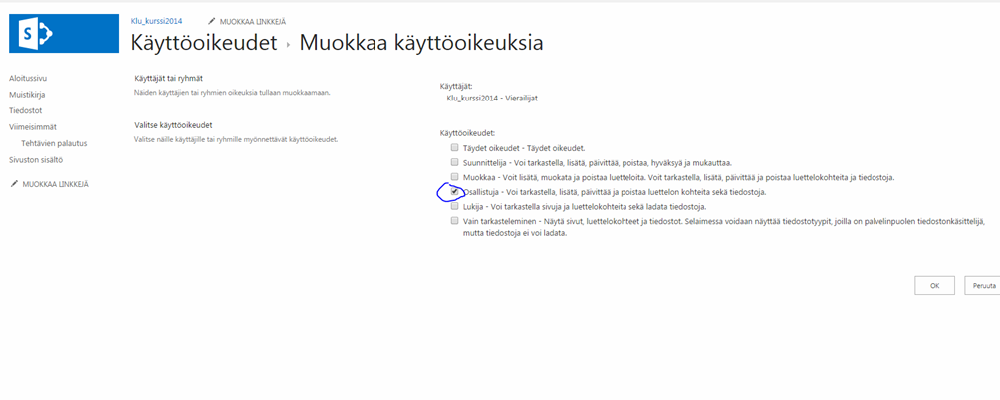 S
Klu_kurssi2014 MUOKKAA LINKKEJÄ
Käyttöoikeudet ▸ Muokkaa käyttöoikeuksia
Aloitussivu
Muistikirja
Tiedostot
Viimeisimmät
Tehtävien palautus
Sivuston sisältö
MUOKKAA LINKKEJÄ
Käyttäjät tai ryhmät
Näiden käyttäjien tai ryhmien oikeuksia tullaan muokkaamaan.
Käyttäjät:
Klu_kurssi2014 - Vierailijat
Valitse käyttöoikeudet
Valitse näille käyttäjille tai ryhmille myönnettävät käyttöoikeudet.
Käyttöoikeudet:
Täydet oikeudet - Täydet oikeudet.
Suunnittelija - Voi tarkastella, lisätä, päivittää, poistaa, hyväksyä ja mukauttaa.
Muokkaa - Voit lisätä, muokata ja poistaa luetteloita. Voit tarkastella, lisätä, päivittää ja poistaa luettelokohteita ja tiedostoja.
Osallistuja - Voi tarkastella, lisätä, päivittää ja poistaa luettelon kohteita sekä tiedostoja.
Lukija - Voi tarkastella sivuja ja luettelokohteita sekä ladata tiedostoja.
Vain tarkasteleminen - Näytä sivut, luettelokohteet ja tiedostot. Selaimessa voidaan näyttää tiedostotyypit, joilla on palvelinpuolen tiedostonkäsittelijä,
mutta tiedostoja ei voi ladata.
OK Peruuta